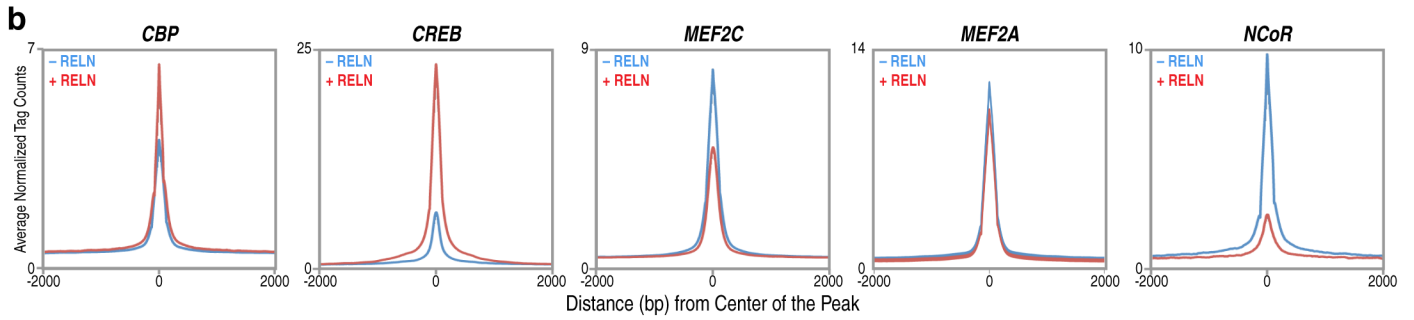 b
CBP
CREB
MEF2C
MEF2A
NCoR
Average Normalized Tag Counts
7
– RELN
+ RELN
0
-2000
0
2000
25
– RELN
+ RELN
0
-2000
0
2000
9
– RELN
+ RELN
0
-2000
0
2000
14
– RELN
+ RELN
0
-2000
0
2000
10
– RELN
+ RELN
0
-2000
0
2000
Distance (bp) from Center of the Peak